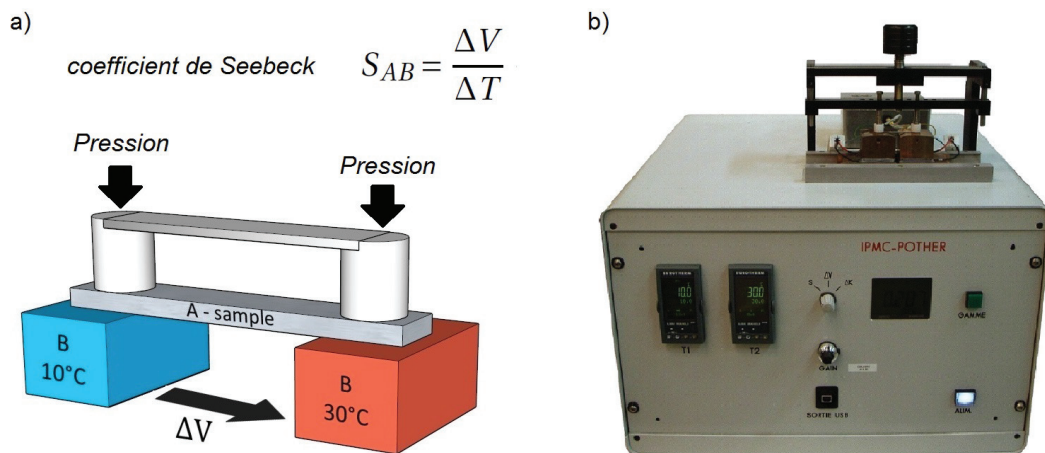 a)
coefficient de Seebeck S_AB = ΔV / ΔT
Pression
Pression
A - sample
B
10°C
B
30°C
ΔV
b)
IPMC-POTHER
10.0
30.0
S ΔV OK
T1
T2
GAIN
GAMME
SORTIE USB
ALIM.